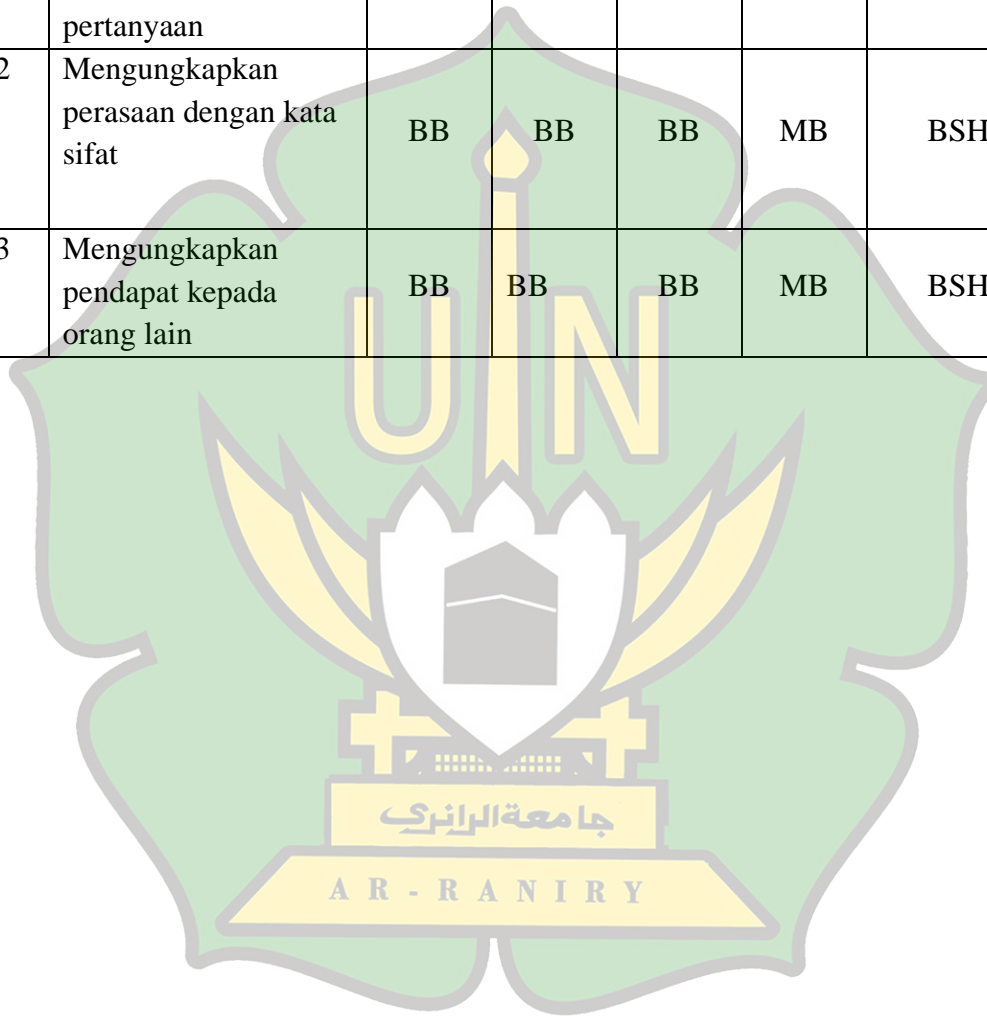 pertanyaan
2 Mengungkapkan
perasaan dengan kata
sifat
BB BB BB MB BSH
3 Mengungkapkan
pendapat kepada
orang lain
BB BB BB MB BSH
UIN
جامعة الرانري
AR-RANIRY